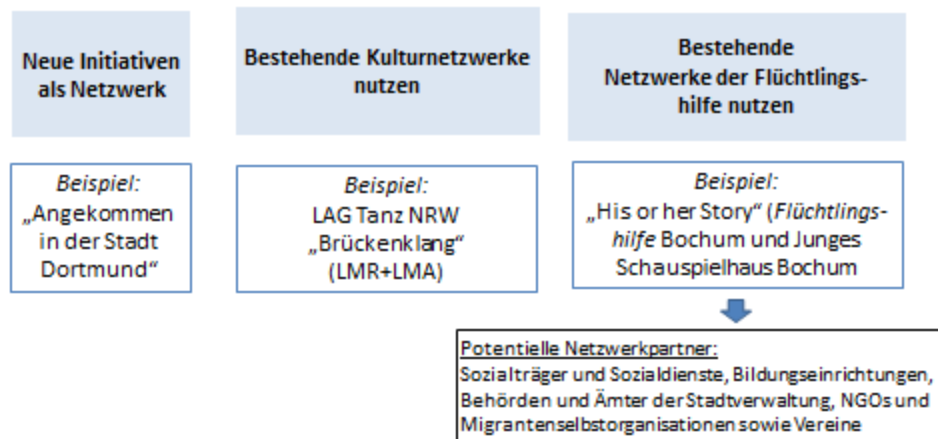 Neue Initiativen
als Netzwerk
Bestehende Kulturnetzwerke
nutzen
Bestehende
Netzwerke der Flüchtlings-
hilfe nutzen
Beispiel:
„Angekommen
in der Stadt
Dortmund“
Beispiel:
LAG Tanz NRW
„Brückenklang“
(LMR+LMA)
Beispiel:
„His or her Story“ (Flüchtlings-
hilfe Bochum und Junges
Schauspielhaus Bochum
Potentielle Netzwerkpartner:
Sozialträger und Sozialdienste, Bildungseinrichtungen,
Behörden und Ämter der Stadtverwaltung, NGOs und
Migrantenselbstorganisationen sowie Vereine